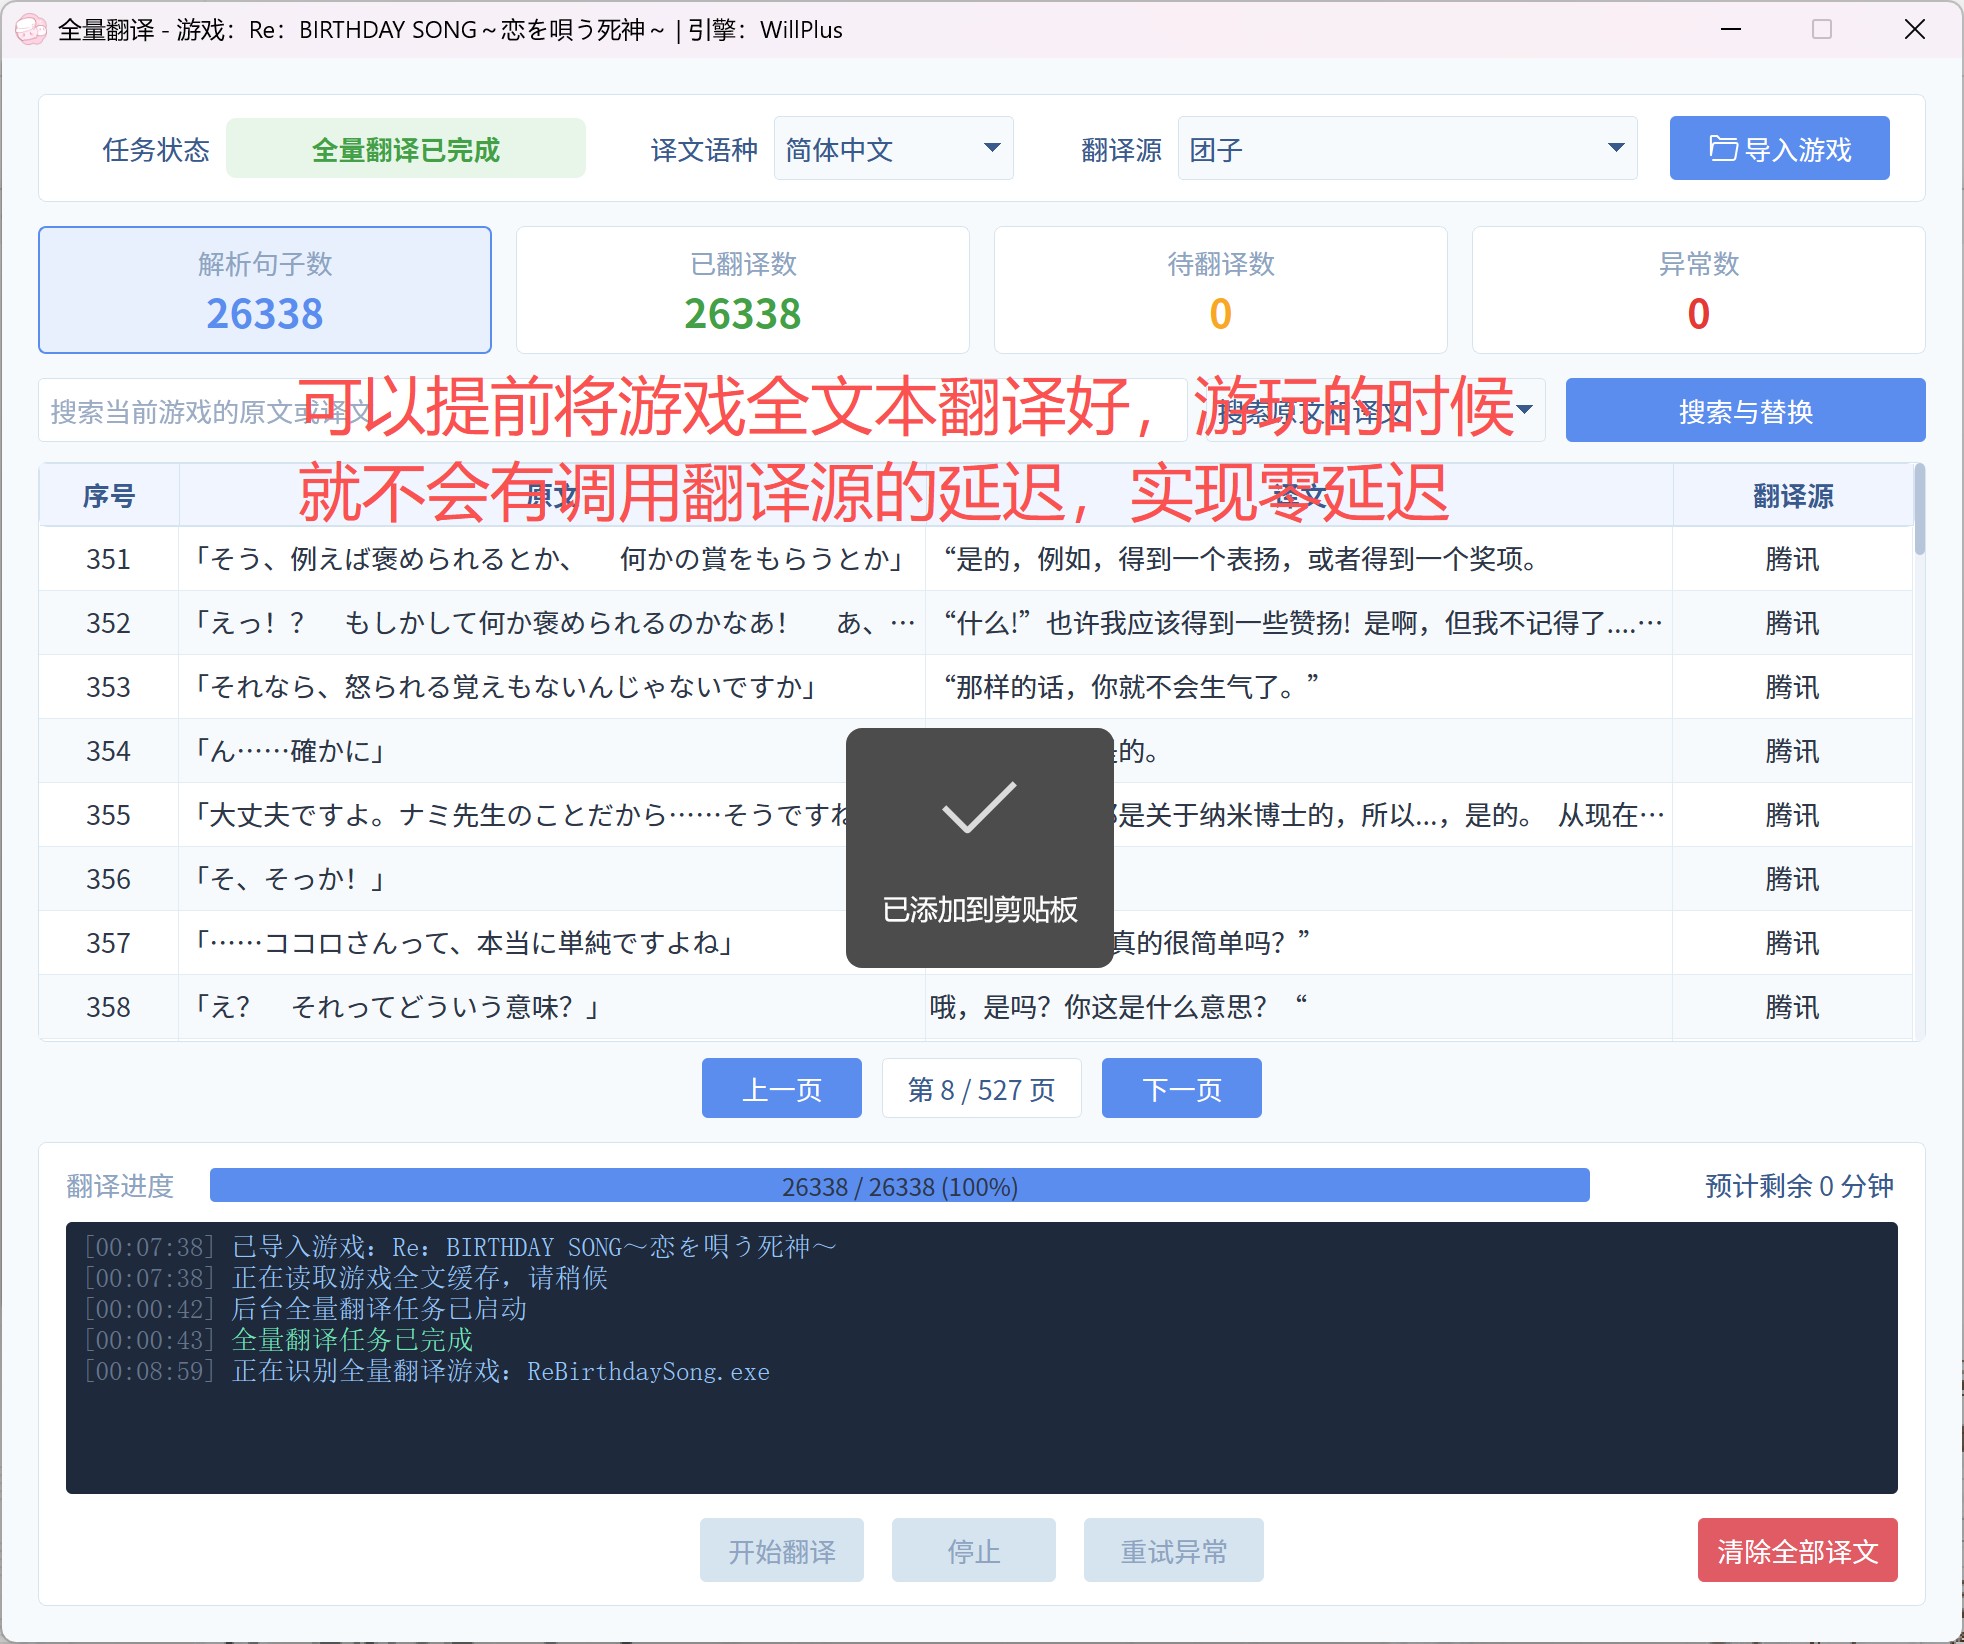 全量翻译 - 游戏：Re：BIRTHDAY SONG～恋を唄う死神～ | 引擎：WillPlus
任务状态 全量翻译已完成 译文语种 简体中文 翻译源 团子 导入游戏
解析句子数 已翻译数 待翻译数 异常数
26338 26338 0 0
可以提前将游戏全文本翻译好，游玩的时候
就不会有调用翻译源的延迟，实现零延迟
搜索当前游戏的原文或译文 搜索原文和译文 搜索与替换
序号 原文 译文 翻译源
351 「そう、例えば褒められるとか、　何かの賞をもらうとか」 “是的，例如，得到一个表扬，或者得到一个奖项。 腾讯
352 「えっ！？　もしかして何か褒められるのかなあ！　あ、… “什么!”也许我应该得到一些赞扬! 是啊，但我不记得了....… 腾讯
353 「それなら、怒られる覚えもないんじゃないですか」 “那样的话，你就不会生气了。” 腾讯
354 「ん……確かに」 的。 腾讯
355 「大丈夫ですよ。ナミ先生のことだから……そうですね 是关于纳米博士的，所以...，是的。 从现在… 腾讯
356 「そ、そっか！」 腾讯
357 「……ココロさんって、本当に単純ですよね」 真的很简单吗？” 腾讯
358 「え？　それってどういう意味？」 哦，是吗？你这是什么意思？ “ 腾讯
已添加到剪贴板
上一页 第 8 / 527 页 下一页
翻译进度 26338 / 26338 (100%) 预计剩余 0 分钟
[00:07:38] 已导入游戏：Re：BIRTHDAY SONG～恋を唄う死神～
[00:07:38] 正在读取游戏全文缓存，请稍候
[00:00:42] 后台全量翻译任务已启动
[00:00:43] 全量翻译任务已完成
[00:08:59] 正在识别全量翻译游戏：ReBirthdaySong.exe
开始翻译 停止 重试异常 清除全部译文